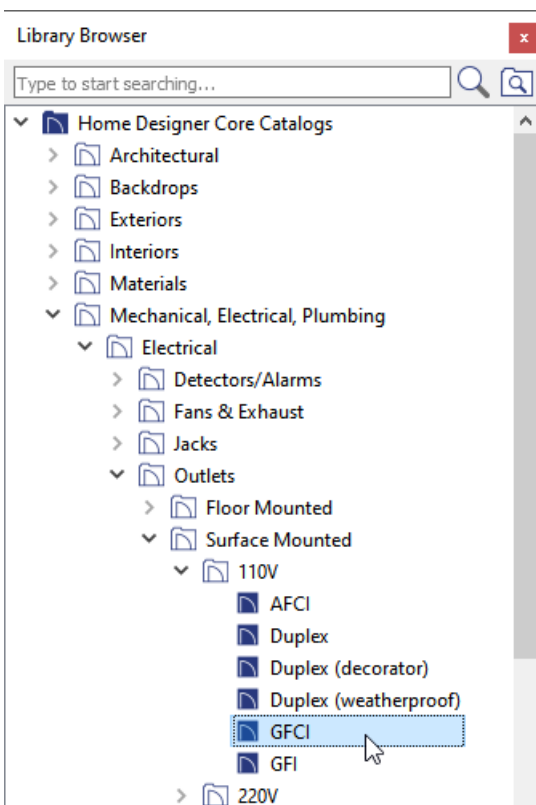 Library Browser
x
Type to start searching...
Home Designer Core Catalogs
Architectural
Backdrops
Exteriors
Interiors
Materials
Mechanical, Electrical, Plumbing
Electrical
Detectors/Alarms
Fans & Exhaust
Jacks
Outlets
Floor Mounted
Surface Mounted
110V
AFCI
Duplex
Duplex (decorator)
Duplex (weatherproof)
GFCI
GFI
220V